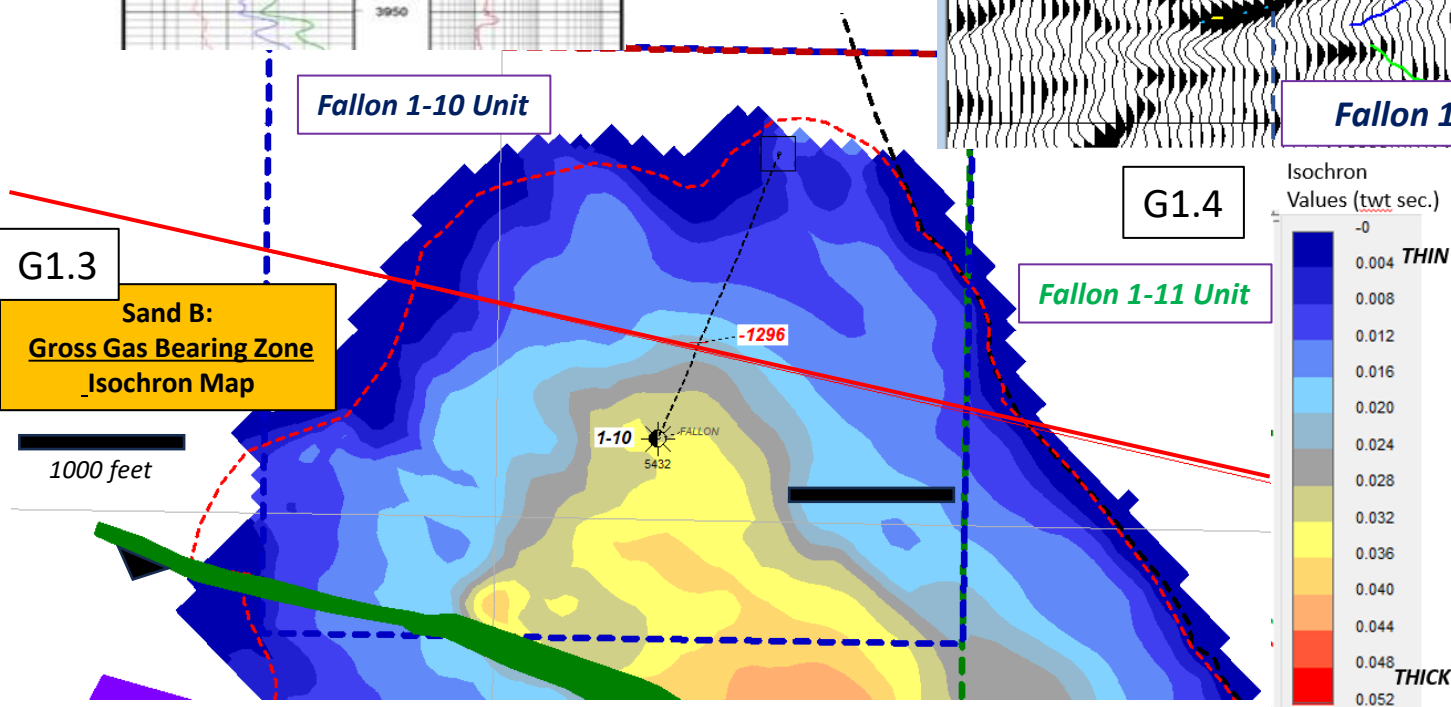 3950
Fallon 1-10 Unit
Fallon 1
G1.4
Isochron
Values (twt sec.)
-0
0.004 THIN
0.008
0.012
0.016
0.020
0.024
0.028
0.032
0.036
0.040
0.044
0.048
THICK
0.052
G1.3
Sand B:
Gross Gas Bearing Zone
Isochron Map
1000 feet
Fallon 1-11 Unit
-1296
1-10
FALLON
5432